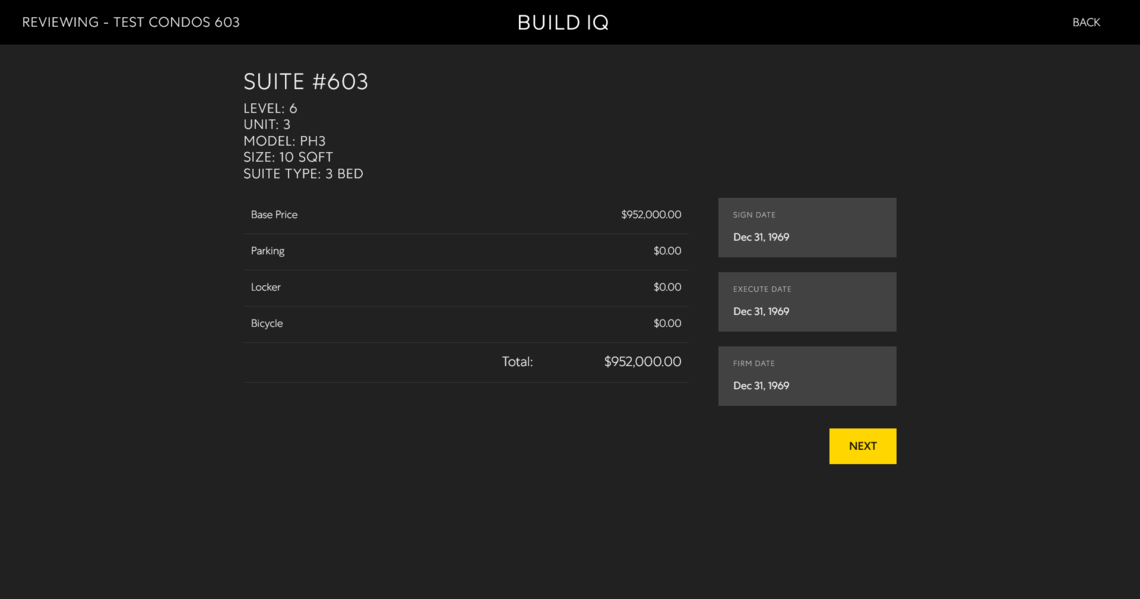 REVIEWING - TEST CONDOS 603
BUILD IQ
BACK
SUITE #603
LEVEL: 6
UNIT: 3
MODEL: PH3
SIZE: 10 SQFT
SUITE TYPE: 3 BED
Base Price $952,000.00
Parking $0.00
Locker $0.00
Bicycle $0.00
Total: $952,000.00
SIGN DATE
Dec 31, 1969
EXECUTE DATE
Dec 31, 1969
FIRM DATE
Dec 31, 1969
NEXT